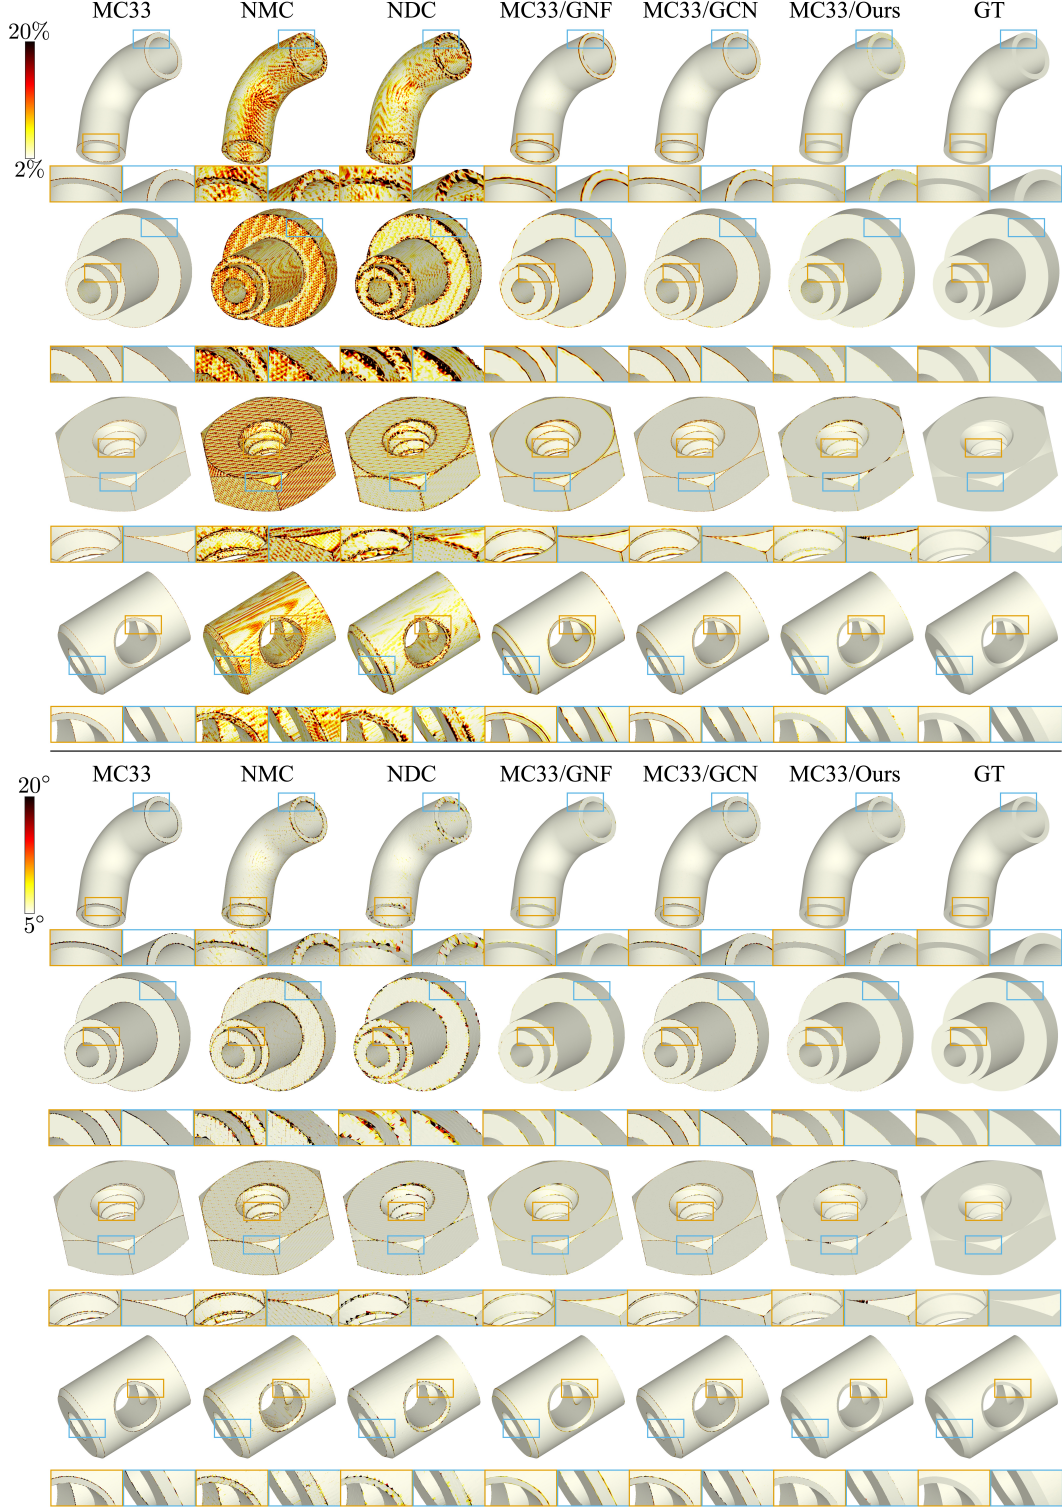 MC33 NMC NDC MC33/GNF MC33/GCN MC33/Ours GT
20%
2%
MC33 NMC NDC MC33/GNF MC33/GCN MC33/Ours GT
20°
5°